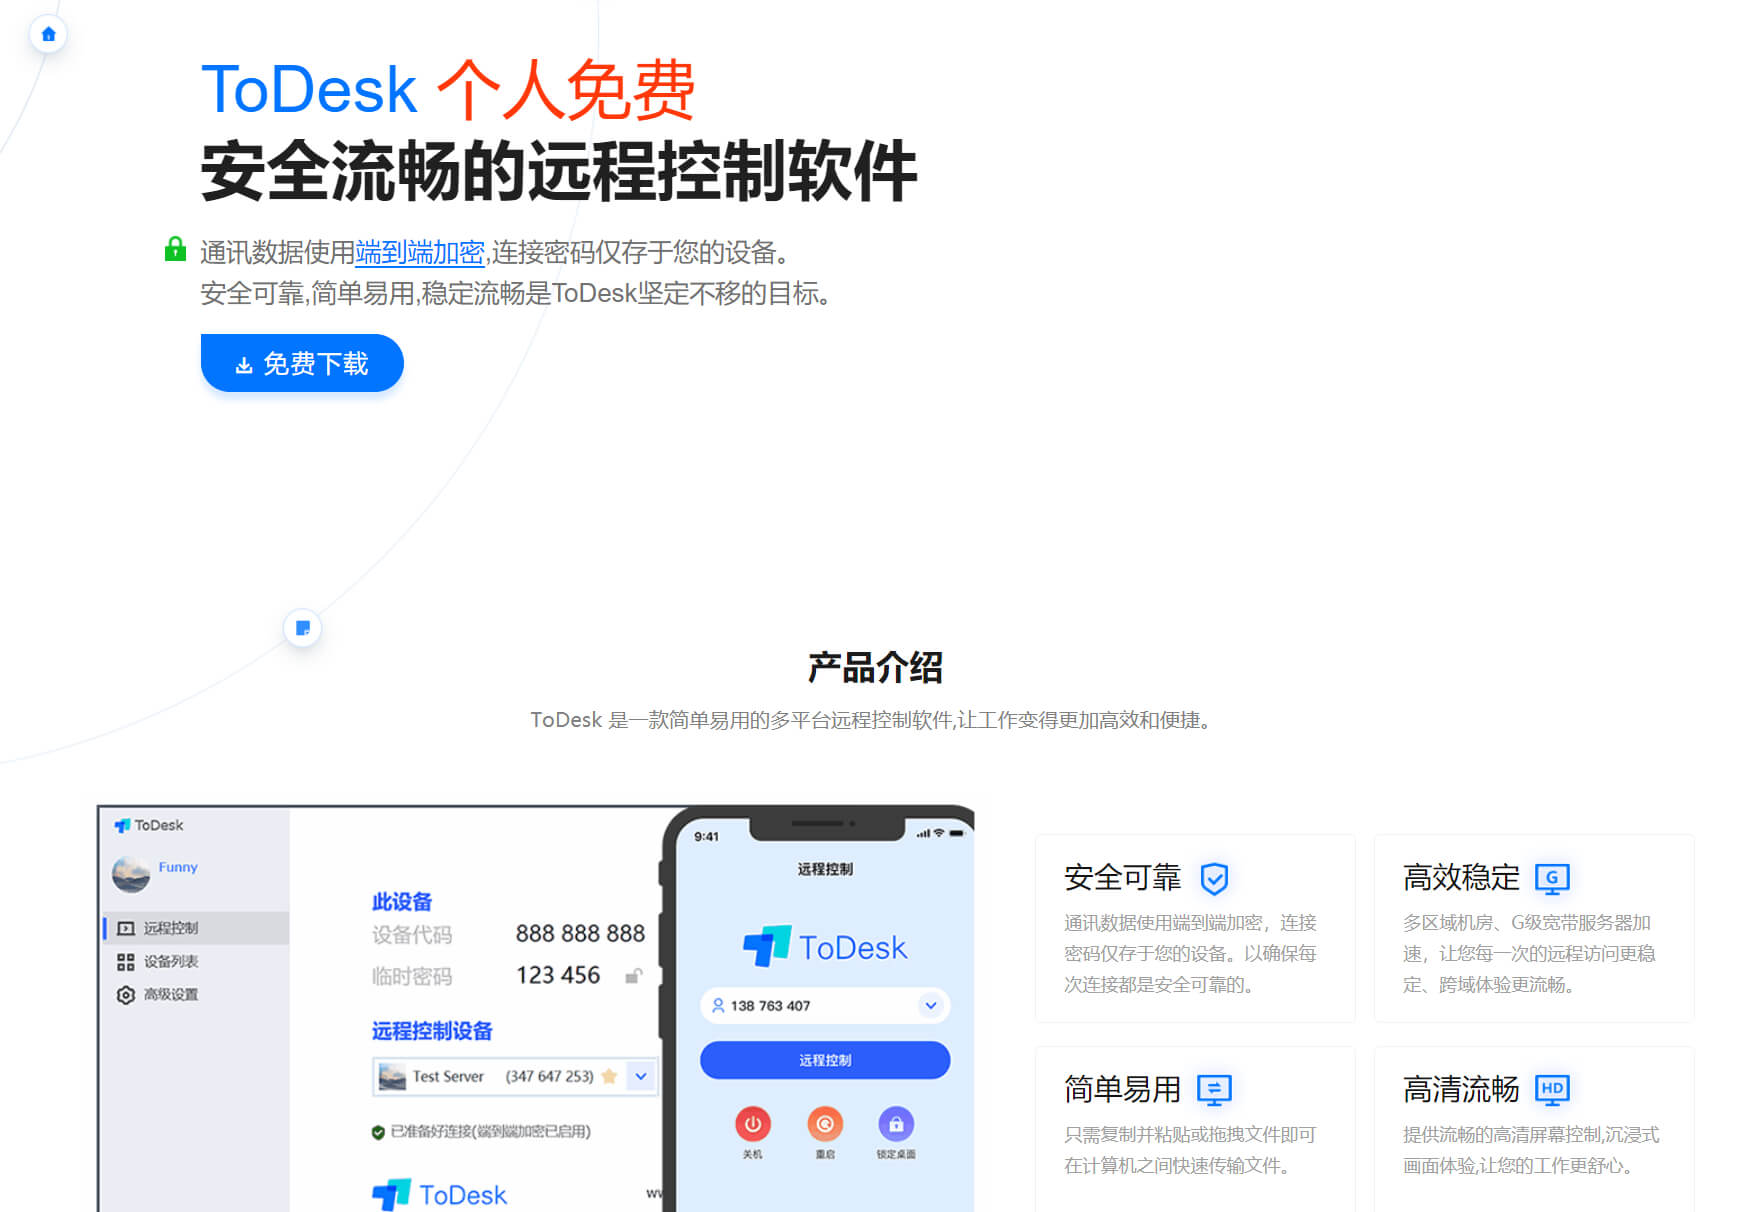 ToDesk 个人免费
安全流畅的远程控制软件
通讯数据使用端到端加密,连接密码仅存于您的设备。
安全可靠,简单易用,稳定流畅是ToDesk坚定不移的目标。
免费下载
产品介绍
ToDesk 是一款简单易用的多平台远程控制软件,让工作变得更加高效和便捷。
ToDesk
Funny
远程控制
设备列表
高级设置
此设备
设备代码 888 888 888
临时密码 123 456
远程控制设备
Test Server (347 647 253)
已准备好连接(端到端加密已启用)
ToDesk
9:41
远程控制
ToDesk
138 763 407
远程控制
关机 重启 锁定桌面
安全可靠
通讯数据使用端到端加密，连接
密码仅存于您的设备。以确保每
次连接都是安全可靠的。
高效稳定 G
多区域机房、G级宽带服务器加
速，让您每一次的远程访问更稳
定、跨域体验更流畅。
简单易用
只需复制并粘贴或拖拽文件即可
在计算机之间快速传输文件。
高清流畅 HD
提供流畅的高清屏幕控制,沉浸式
画面体验,让您的工作更舒心。